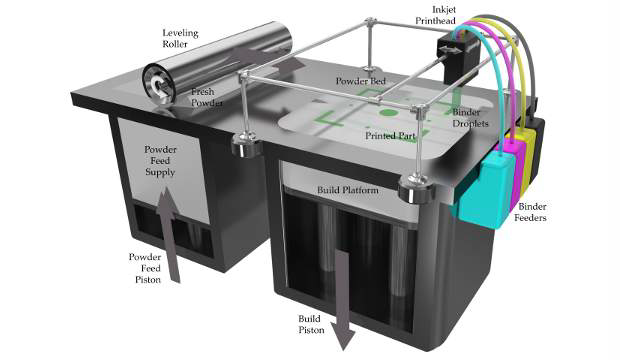 Inkjet
Printhead
Leveling
Roller
Powder Bed
Fresh
Powder
Binder
Droplets
Printed Part
Powder
Feed
Supply
Build Platform
Binder
Feeders
Powder
Feed
Piston
Build
Piston